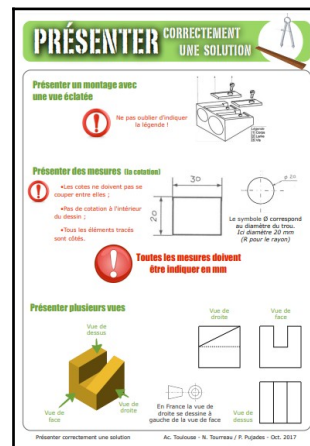 PRÉSENTER CORRECTEMENT
UNE SOLUTION
Présenter un montage avec
une vue éclatée
Ne pas oublier d'indiquer
la légende !
Présenter des mesures (la cotation)
•Les cotes ne doivent pas se
couper entre elles ;
•Pas de cotation à l'intérieur
du dessin ;
•Tous les éléments tracés
sont côtés.
30
20
Le symbole Ø correspond
au diamètre du trou.
Ici diamètre 20 mm
(R pour le rayon)
Toutes les mesures doivent
être indiquer en mm
Présenter plusieurs vues
Vue de
dessus
Vue de
face
Vue de
droite
Vue de
droite
Vue de
face
En France la vue de
droite se dessine à
gauche de la vue de face
Vue de
dessus
Présenter correctement une solution
Ac. Toulouse - N. Tourreau / P. Pujades - Oct. 2017